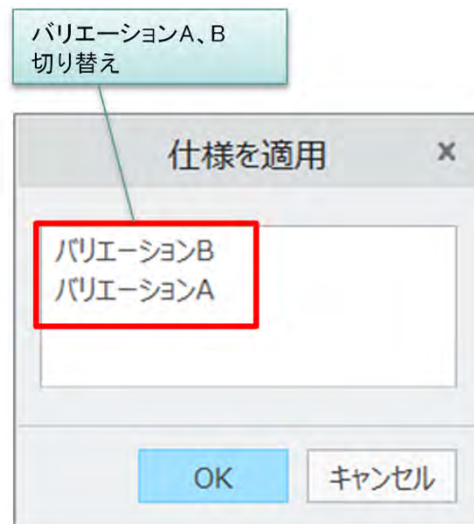 バリエーションA、B
切り替え
仕様を適用 ×
バリエーションB
バリエーションA
OK キャンセル